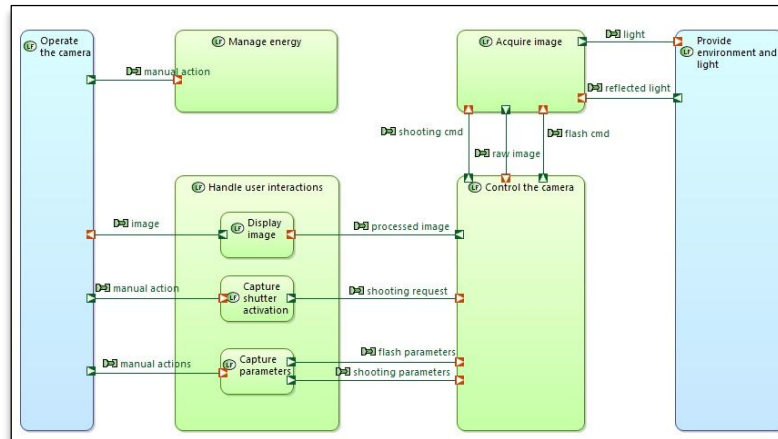 Operate
the camera
Manage energy
Acquire image
light
Provide
environment and
light
manual action
reflected light
shooting cmd
flash cmd
raw image
Handle user interactions
Control the camera
image
Display
image
processed image
manual action
Capture
shutter
activation
shooting request
manual actions
Capture
parameters
flash parameters
shooting parameters